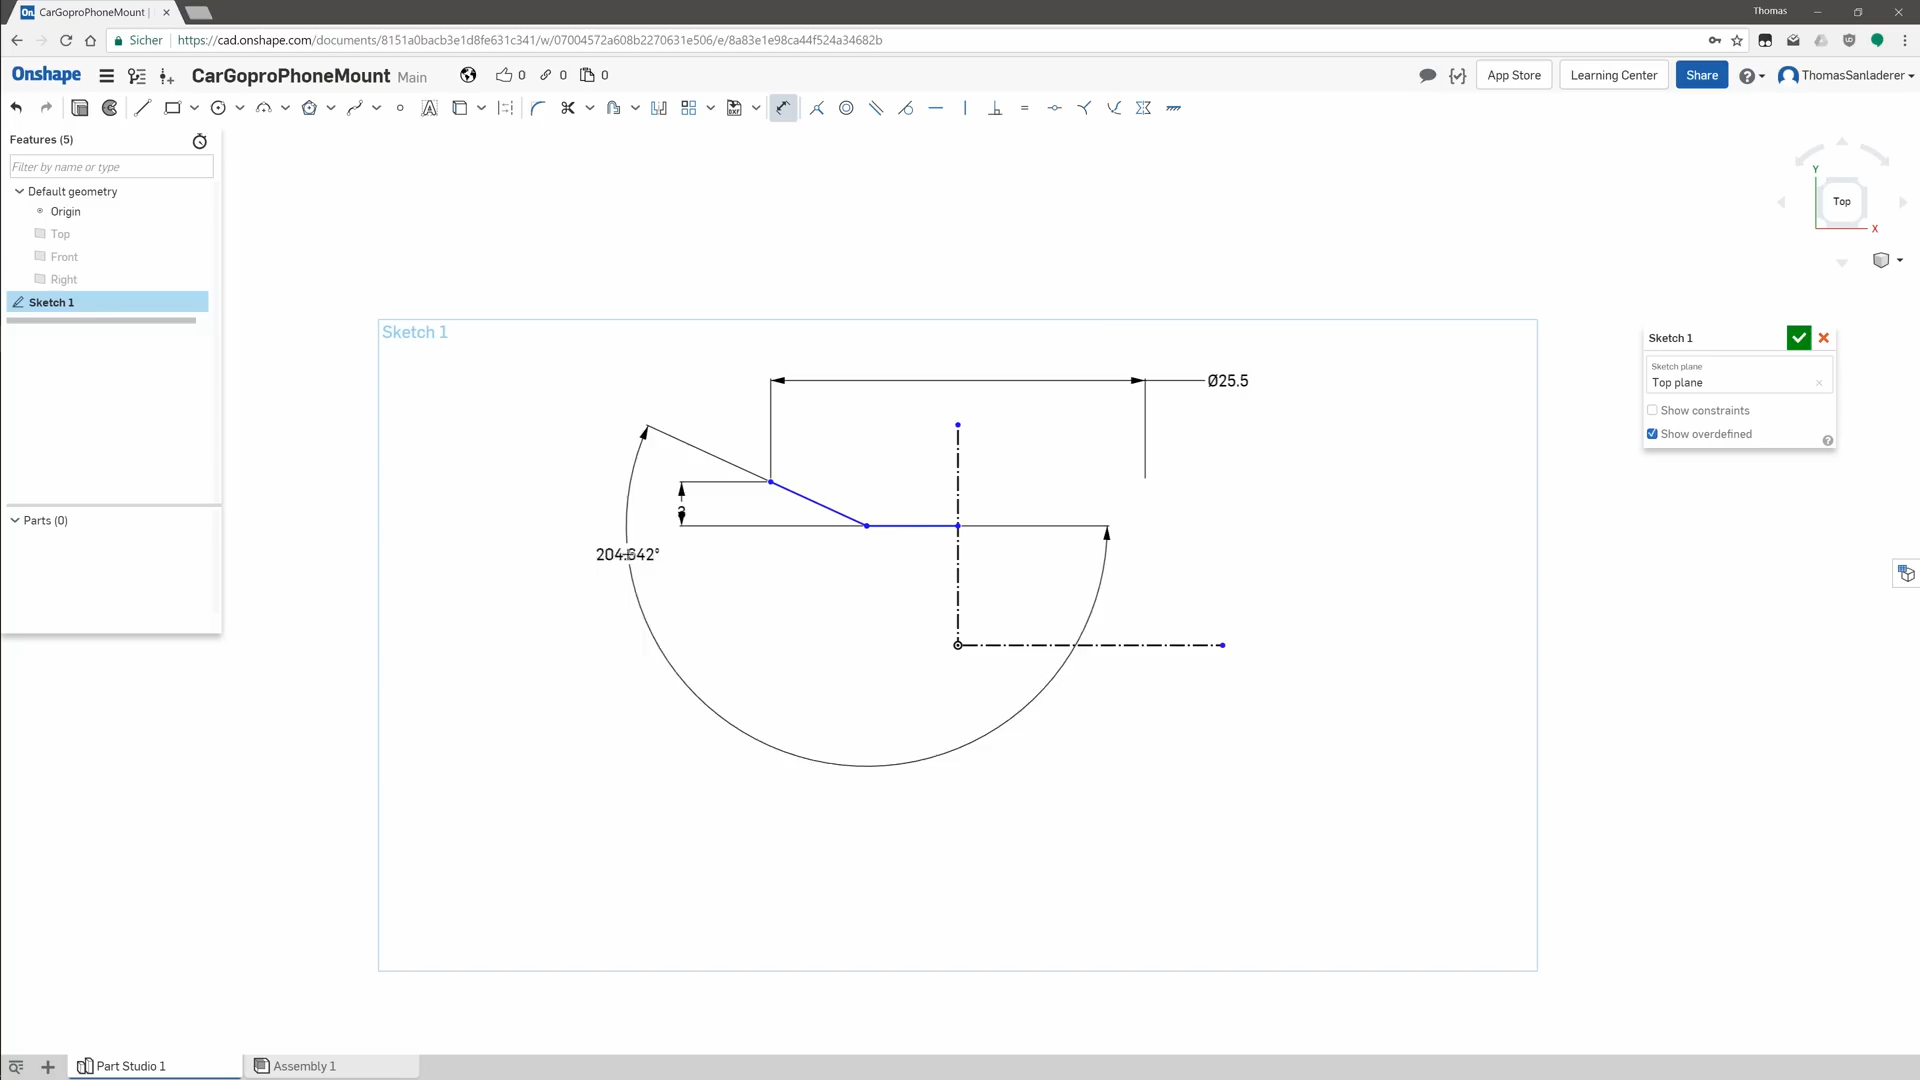 Thomas
On CarGoproPhoneMount |
Sicher
https://cad.onshape.com/documents/8151a0bacb3e1d8fe631c341/w/07004572a608b2270631e506/e/8a83e1e98ca44f524a34682b
Onshape
CarGoproPhoneMount Main
0
0
0
App Store
Learning Center
Share
ThomasSanladerer
Features (5)
Filter by name or type
Default geometry
Origin
Top
Front
Right
Sketch 1
Parts (0)
Sketch 1
Ø25.5
204.642°
Y
Top
X
Sketch 1
Sketch plane
Top plane
Show constraints
Show overdefined
Part Studio 1
Assembly 1